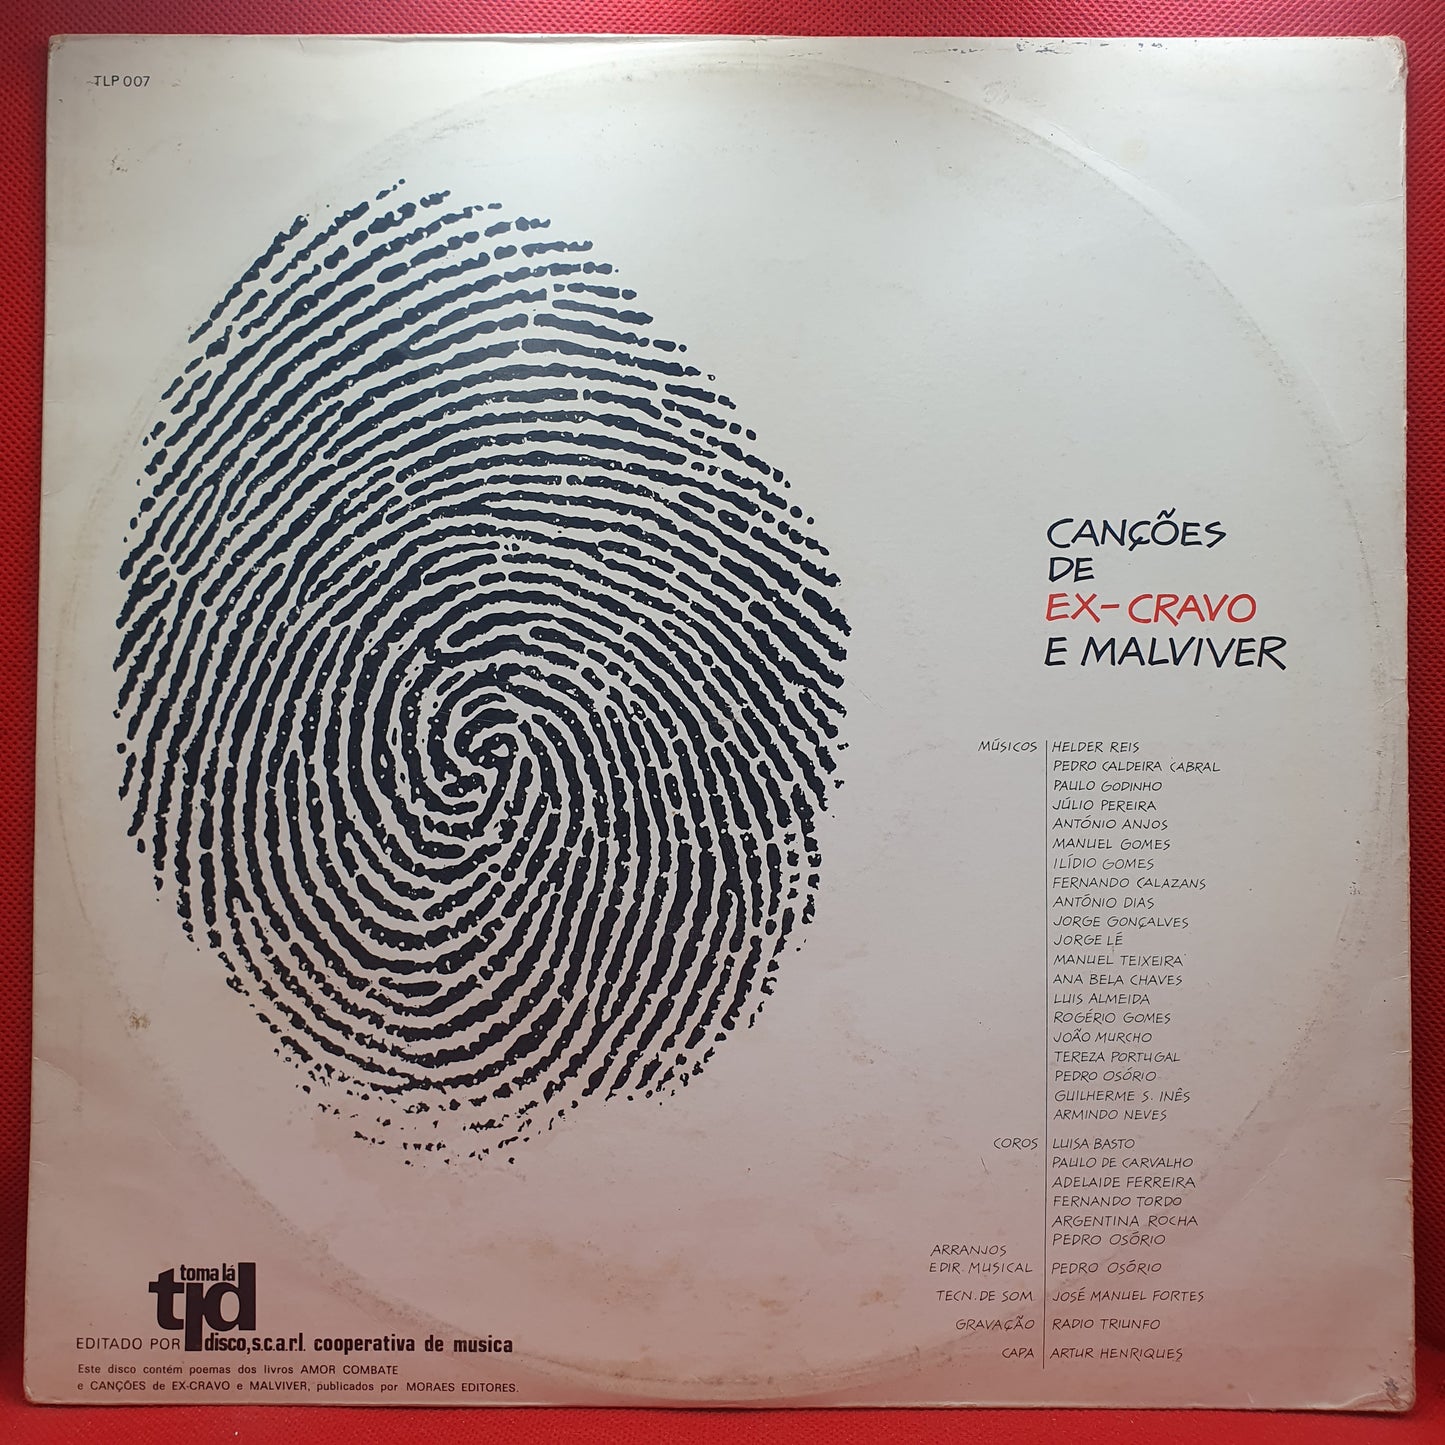 TLP 007
CANÇÕES
DE
EX-CRAVO
E MALVIVER
MÚSICOS HELDER REIS
PEDRO CALDEIRA CABRAL
PAULO GODINHO
JÚLIO PEREIRA
ANTÓNIO ANJOS
MANUEL GOMES
ILÍDIO GOMES
FERNANDO CALAZANS
ANTÓNIO DIAS
JORGE GONÇALVES
JORGE LÉ
MANUEL TEIXEIRA
ANA BELA CHAVES
LUIS ALMEIDA
ROGÉRIO GOMES
JOÃO MURCHO
TEREZA PORTUGAL
PEDRO OSÓRIO
GUILHERME S. INÊS
ARMINDO NEVES
COROS LUISA BASTO
PAULO DE CARVALHO
ADELAIDE FERREIRA
FERNANDO TORDO
ARGENTINA ROCHA
PEDRO OSÓRIO
ARRANJOS
E DIR. MUSICAL PEDRO OSÓRIO
TECN. DE SOM JOSÉ MANUEL FORTES
GRAVAÇÃO RADIO TRIUNFO
CAPA ARTUR HENRIQUES
toma lá
tld
EDITADO POR disco, s.c.a.r.l. cooperativa de musica
Este disco contém poemas dos livros AMOR COMBATE
e CANÇÕES de EX-CRAVO e MALVIVER, publicados por MORAES EDITORES.